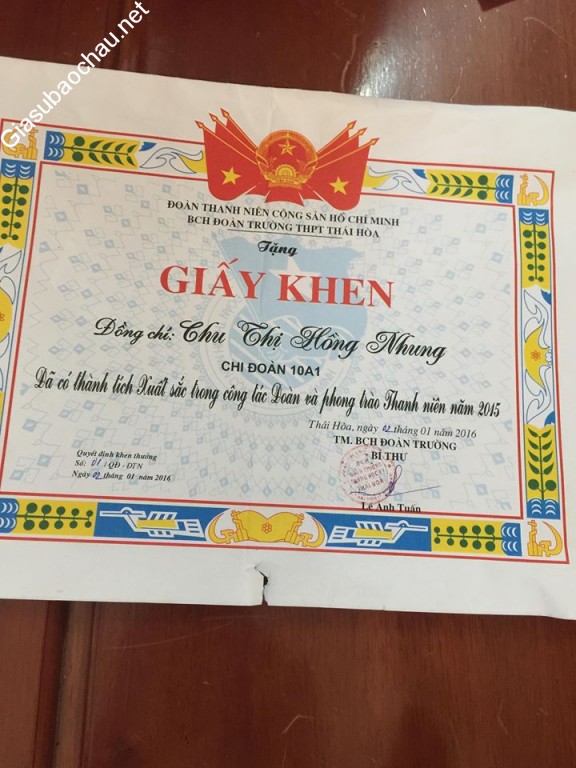 Giasubaochau.net
ĐOÀN THANH NIÊN CỘNG SẢN HỒ CHÍ MINH
BCH ĐOÀN TRƯỜNG THPT THÁI HÒA
Tặng
GIẤY KHEN
Đồng chí: Chu Thị Hồng Nhung
CHI ĐOÀN 10A1
Đã có thành tích Xuất sắc trong công tác Đoàn và phong trào Thanh niên năm 2015
Thái Hòa, ngày 02 tháng 01 năm 2016
TM. BCH ĐOÀN TRƯỜNG
BÍ THƯ
Quyết định khen thưởng
Số: 01 /QĐ - ĐTN
Ngày 02 tháng 01 năm 2016
THÁI HOÀ
Lê Anh Tuấn